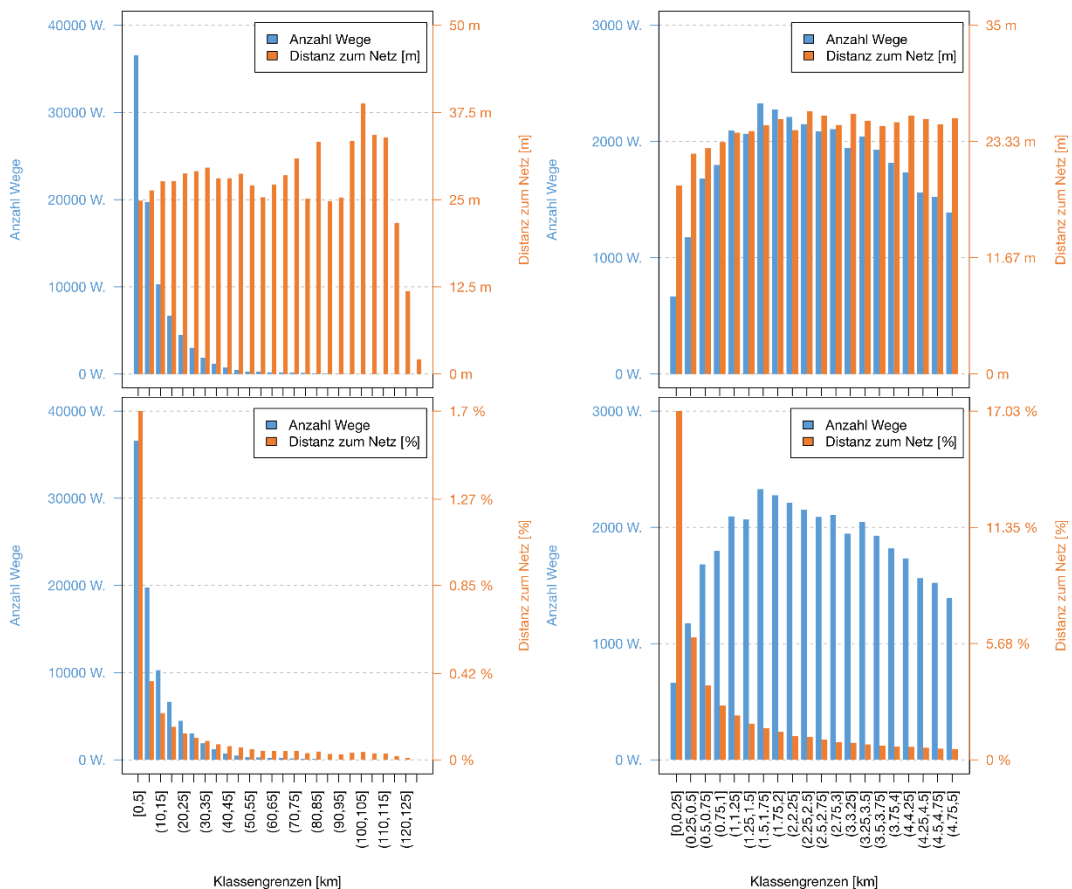 40000 W.
30000 W.
20000 W.
10000 W.
0 W.
Anzahl Wege
Anzahl Wege
Distanz zum Netz [m]
50 m
37.5 m
25 m
12.5 m
0 m
Distanz zum Netz [m]
3000 W.
2000 W.
1000 W.
0 W.
Anzahl Wege
Anzahl Wege
Distanz zum Netz [m]
35 m
23.33 m
11.67 m
0 m
Distanz zum Netz [m]
40000 W.
30000 W.
20000 W.
10000 W.
0 W.
Anzahl Wege
Anzahl Wege
Distanz zum Netz [%]
1.7 %
1.27 %
0.85 %
0.42 %
0 %
Distanz zum Netz [%]
[0,5]
(10,15]
(20,25]
(30,35]
(40,45]
(50,55]
(60,65]
(70,75]
(80,85]
(90,95]
(100,105]
(110,115]
(120,125]
Klassengrenzen [km]
3000 W.
2000 W.
1000 W.
0 W.
Anzahl Wege
Anzahl Wege
Distanz zum Netz [%]
17.03 %
11.35 %
5.68 %
0 %
Distanz zum Netz [%]
[0,0.25]
(0.25,0.5]
(0.5,0.75]
(0.75,1]
(1,1.25]
(1.25,1.5]
(1.5,1.75]
(1.75,2]
(2,2.25]
(2.25,2.5]
(2.5,2.75]
(2.75,3]
(3,3.25]
(3.25,3.5]
(3.5,3.75]
(3.75,4]
(4,4.25]
(4.25,4.5]
(4.5,4.75]
(4.75,5]
Klassengrenzen [km]